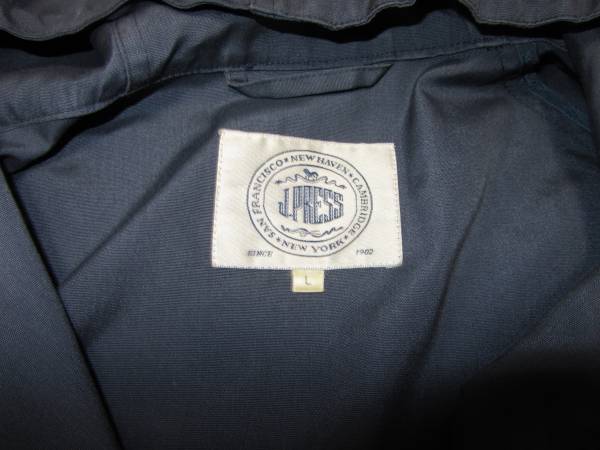 SAN FRANCISCO ★ NEW HAVEN ★ CAMBRIDGE ★ NEW YORK ★
J.PRESS
SINCE 1902
L